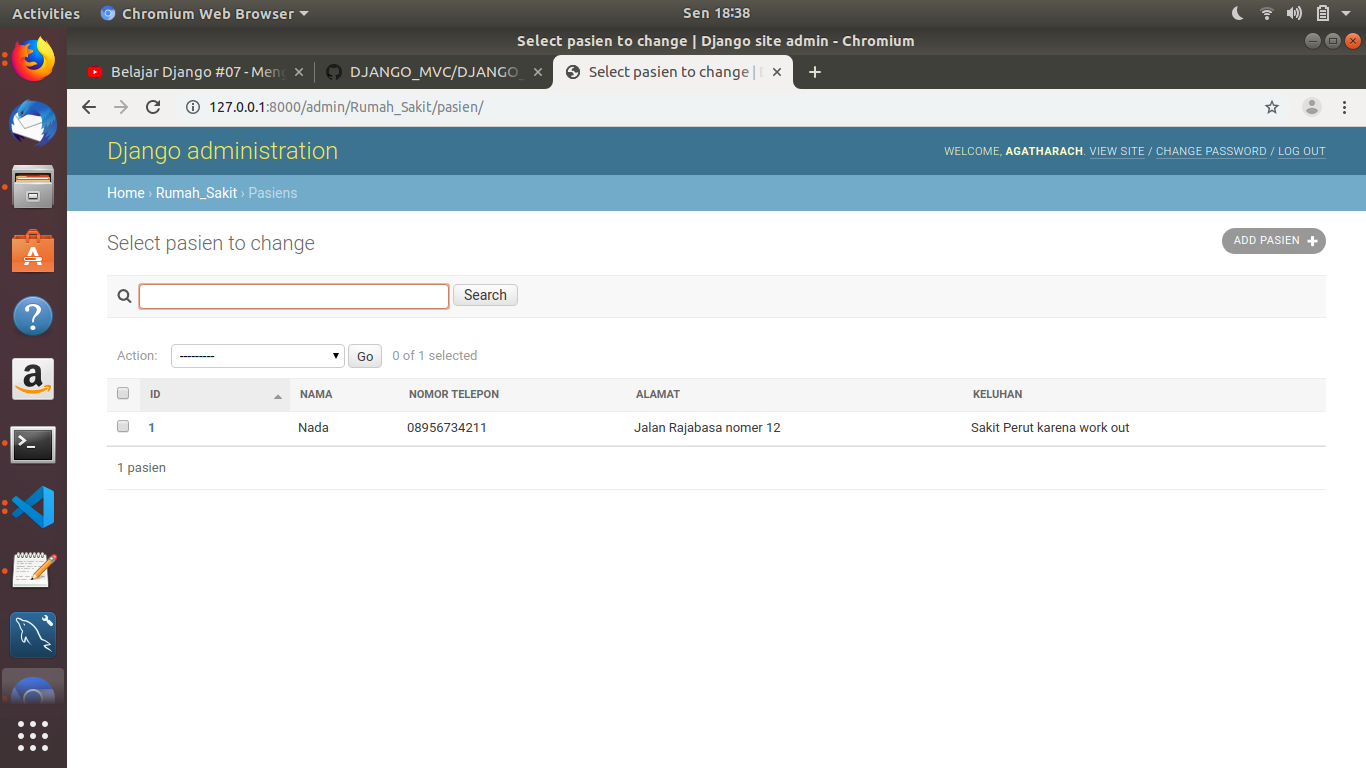 Activities Chromium Web Browser Sen 18:38
Select pasien to change | Django site admin - Chromium
Belajar Django #07 - Meng DJANGO_MVC/DJANGO_ Select pasien to change |
127.0.0.1:8000/admin/Rumah_Sakit/pasien/
Django administration WELCOME, AGATHARACH. VIEW SITE / CHANGE PASSWORD / LOG OUT
Home › Rumah_Sakit › Pasiens
Select pasien to change ADD PASIEN +
Search
Action: --------- Go 0 of 1 selected
ID NAMA NOMOR TELEPON ALAMAT KELUHAN
1 Nada 08956734211 Jalan Rajabasa nomer 12 Sakit Perut karena work out
1 pasien